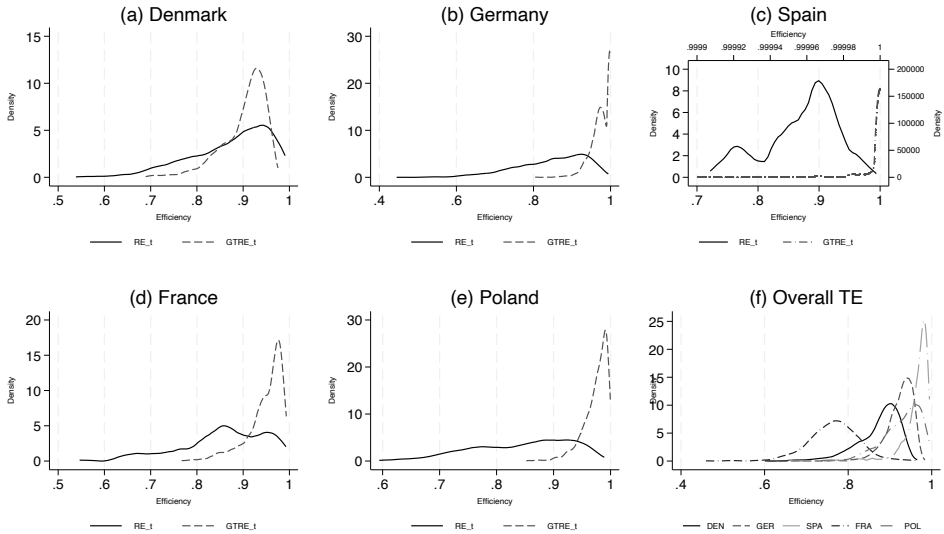 (a) Denmark
15
10
5
0
Density
.5 .6 .7 .8 .9 1
Efficiency
RE_t GTRE_t
(b) Germany
30
20
10
0
Density
.4 .6 .8 1
Efficiency
RE_t GTRE_t
(c) Spain
Efficiency
.9999 .99992 .99994 .99996 .99998 1
10
8
6
4
2
0
Density
200000
150000
100000
50000
0
Density
.7 .8 .9 1
Efficiency
RE_t GTRE_t
(d) France
20
15
10
5
0
Density
.5 .6 .7 .8 .9 1
Efficiency
RE_t GTRE_t
(e) Poland
30
20
10
0
Density
.6 .7 .8 .9 1
Efficiency
RE_t GTRE_t
(f) Overall TE
25
20
15
10
5
0
Density
.4 .6 .8 1
Efficiency
DEN GER SPA FRA POL